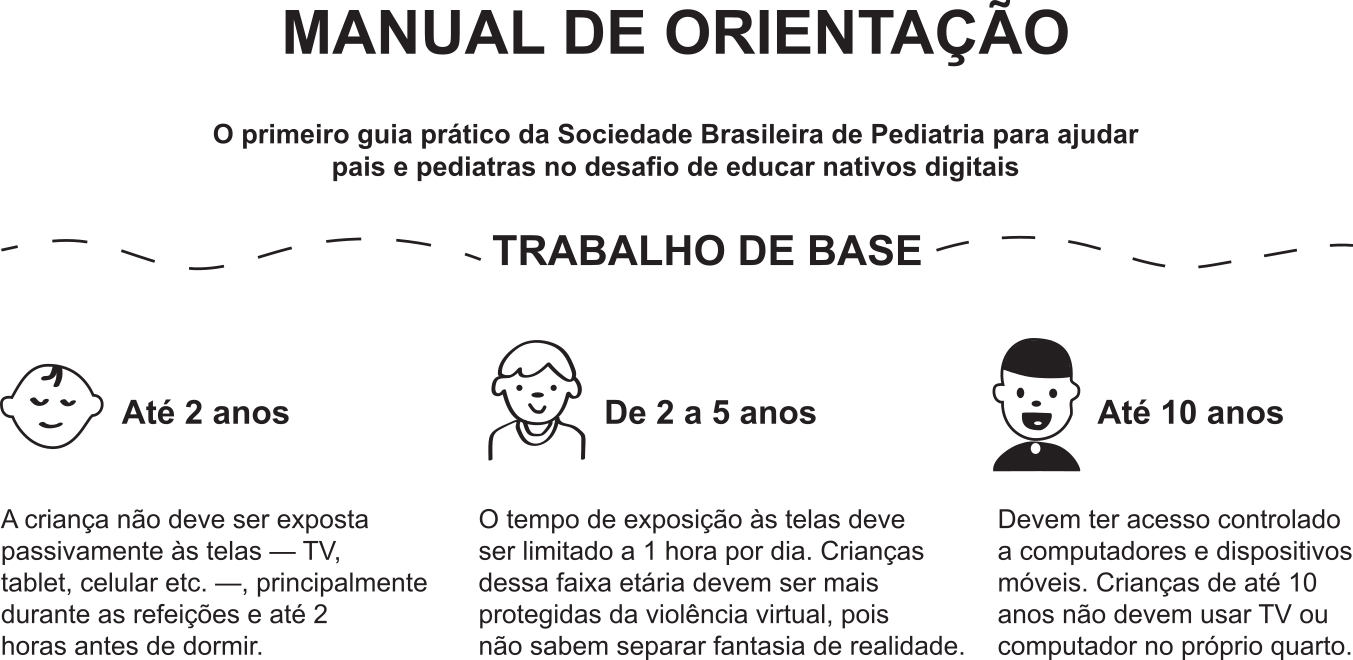 MANUAL DE ORIENTAÇÃO
O primeiro guia prático da Sociedade Brasileira de Pediatria para ajudar
pais e pediatras no desafio de educar nativos digitais
TRABALHO DE BASE
Até 2 anos
A criança não deve ser exposta
passivamente às telas — TV,
tablet, celular etc. —, principalmente
durante as refeições e até 2
horas antes de dormir.
De 2 a 5 anos
O tempo de exposição às telas deve
ser limitado a 1 hora por dia. Crianças
dessa faixa etária devem ser mais
protegidas da violência virtual, pois
não sabem separar fantasia de realidade.
Até 10 anos
Devem ter acesso controlado
a computadores e dispositivos
móveis. Crianças de até 10
anos não devem usar TV ou
computador no próprio quarto.